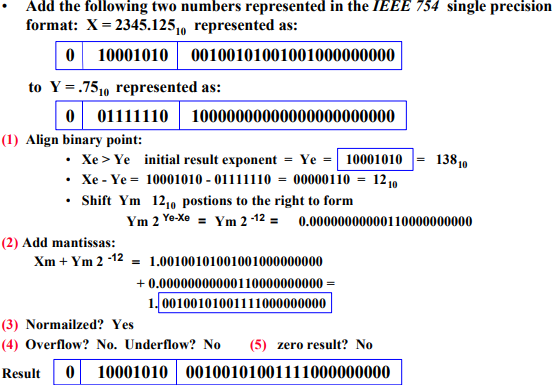 • Add the following two numbers represented in the IEEE 754 single precision
format: X = 2345.125₁₀ represented as:
0 10001010 00100101001001000000000
to Y = .75₁₀ represented as:
0 01111110 10000000000000000000000
(1) Align binary point:
• Xe > Ye initial result exponent = Ye = 10001010 = 138₁₀
• Xe - Ye = 10001010 - 01111110 = 00000110 = 12₁₀
• Shift Ym 12₁₀ postions to the right to form
Ym 2 Ye-Xe = Ym 2 -12 = 0.00000000000110000000000
(2) Add mantissas:
Xm + Ym 2 -12 = 1.00100101001001000000000
+ 0.00000000000110000000000 =
1. 00100101001111000000000
(3) Normailzed? Yes
(4) Overflow? No. Underflow? No (5) zero result? No
Result 0 10001010 00100101001111000000000